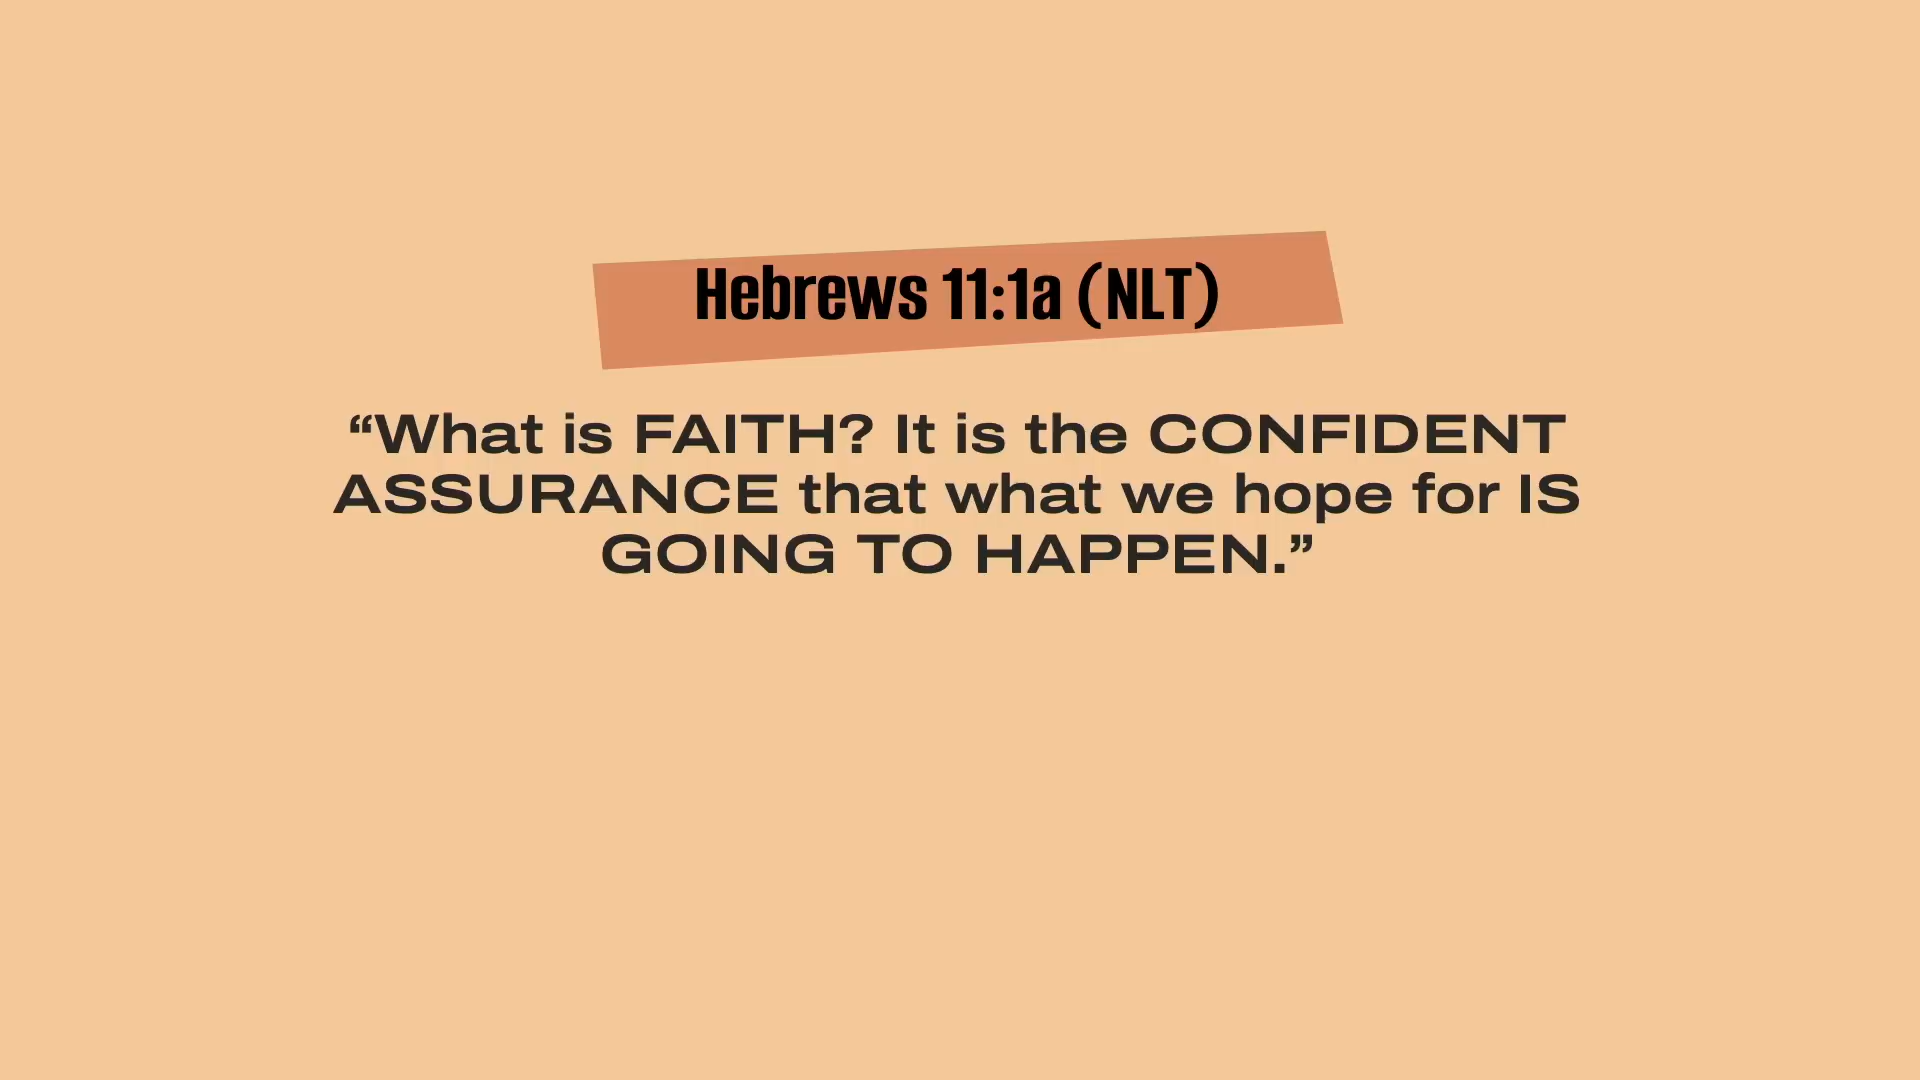 Hebrews 11:1a (NLT)
“What is FAITH? It is the CONFIDENT
ASSURANCE that what we hope for IS
GOING TO HAPPEN.”